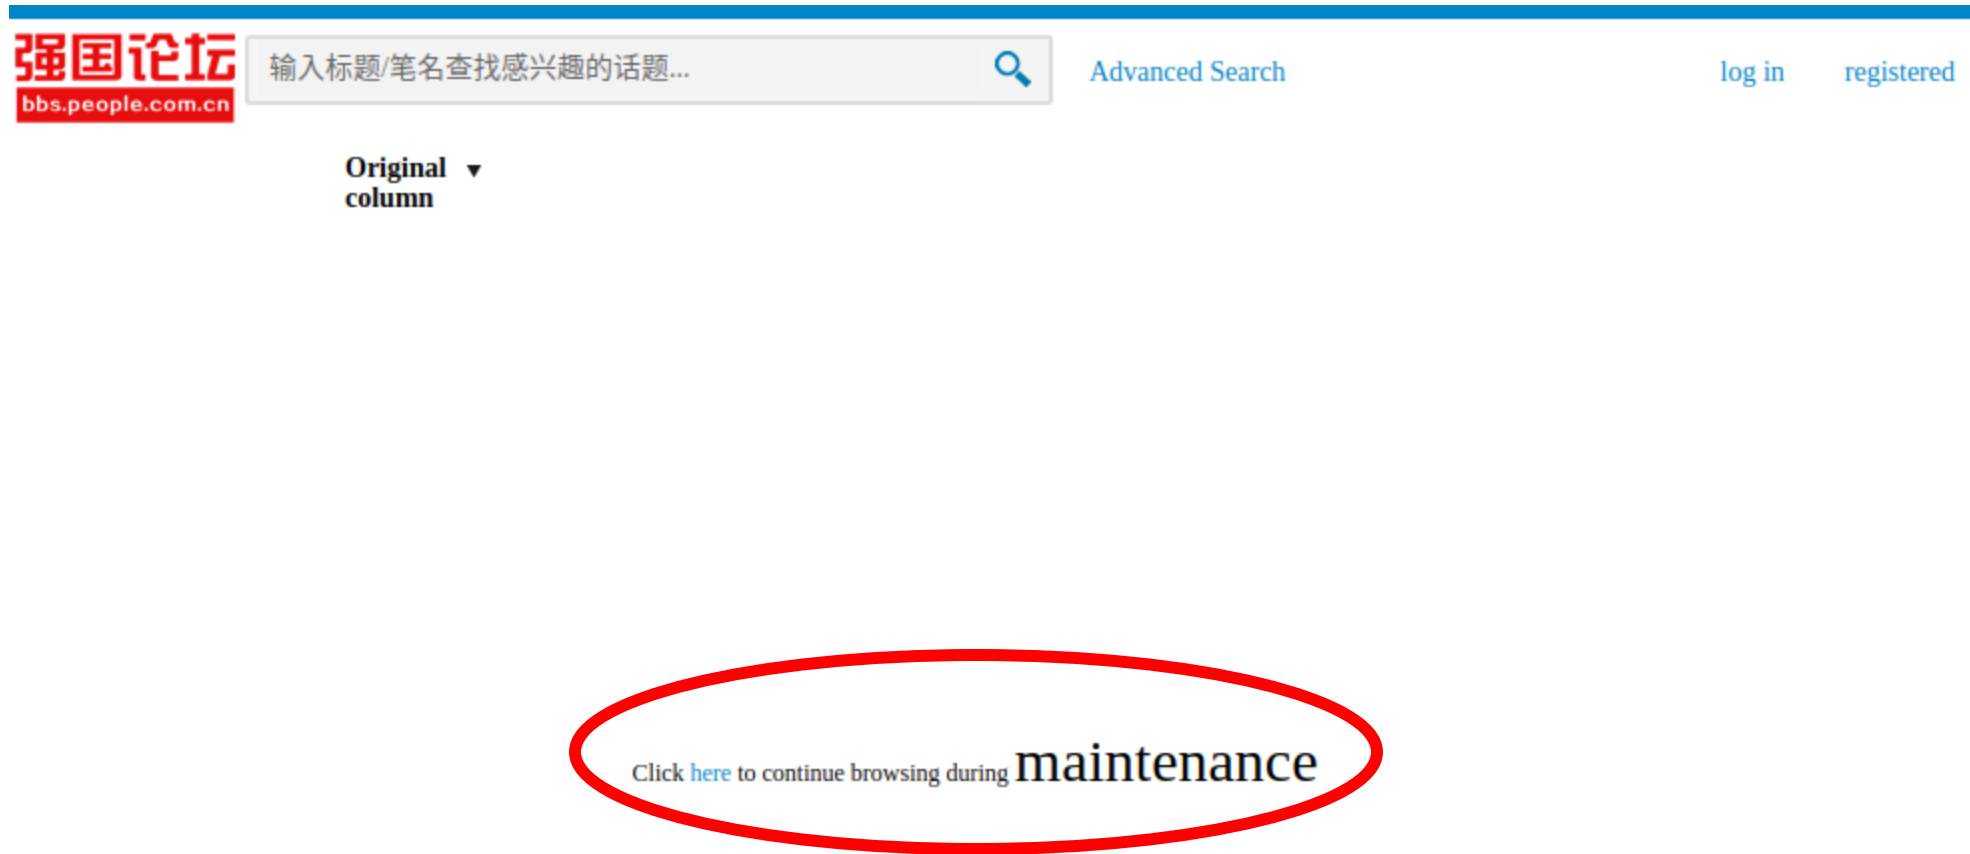 强国论坛
bbs.people.com.cn
输入标题/笔名查找感兴趣的话题...
Advanced Search
log in
registered
Original ▼
column
Click here to continue browsing during maintenance